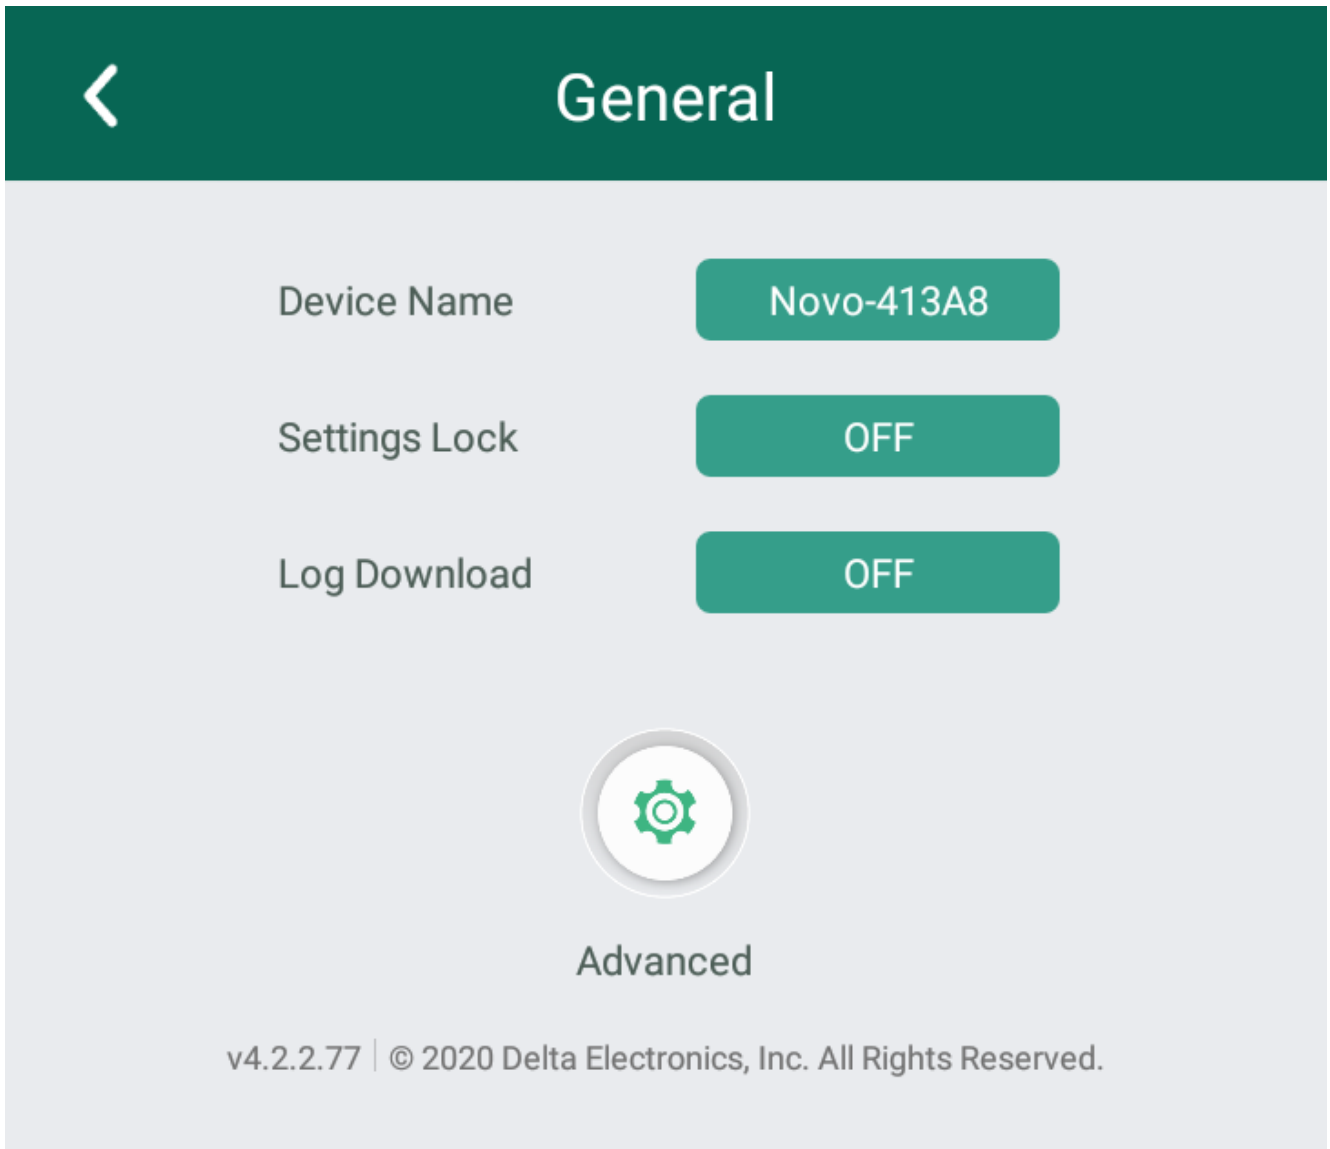 General
Device Name Novo-413A8
Settings Lock OFF
Log Download OFF
Advanced
v4.2.2.77 © 2020 Delta Electronics, Inc. All Rights Reserved.